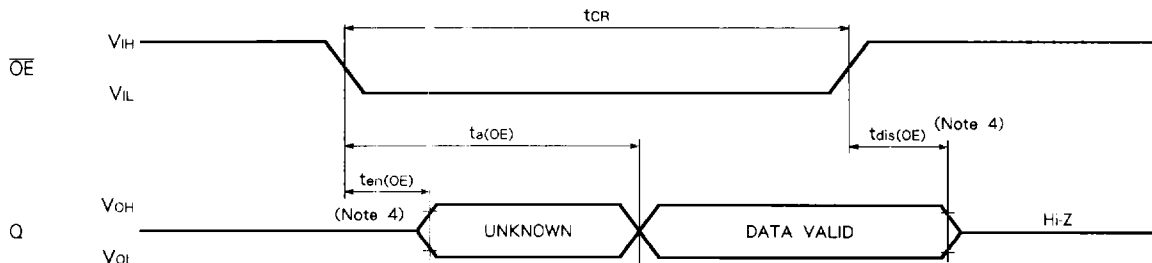 tCR
VIH
OE
VIL
(Note 4)
ta(OE)
tdis(OE)
ten(OE)
VOH
(Note 4)
Q
UNKNOWN
DATA VALID
Hi-Z
VOL